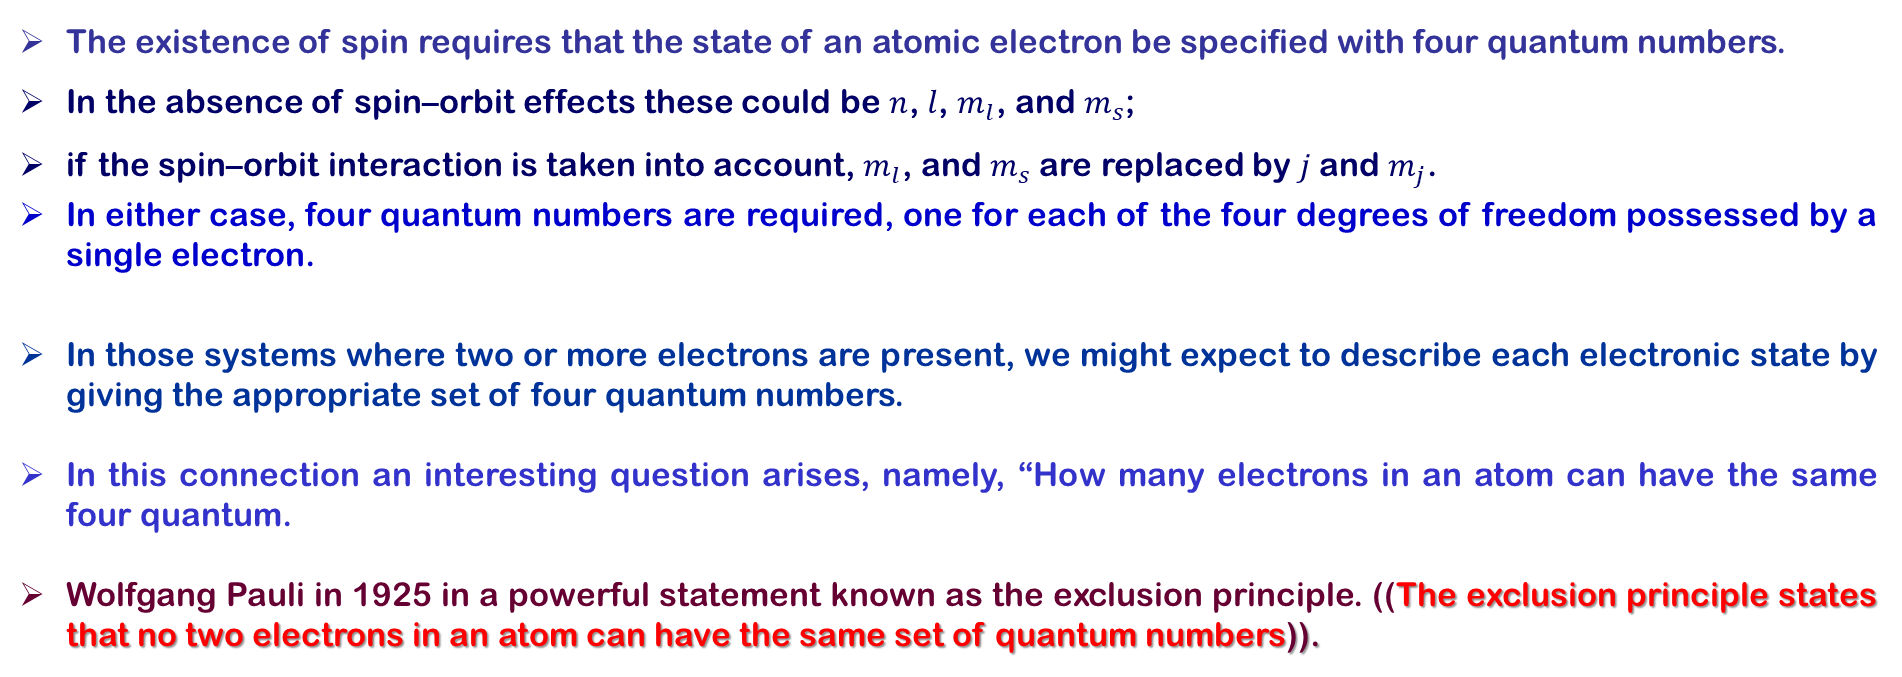 ➢ The existence of spin requires that the state of an atomic electron be specified with four quantum numbers.
➢ In the absence of spin–orbit effects these could be n, l, mₗ, and mₛ;
➢ if the spin–orbit interaction is taken into account, mₗ, and mₛ are replaced by j and mⱼ.
➢ In either case, four quantum numbers are required, one for each of the four degrees of freedom possessed by a
single electron.
➢ In those systems where two or more electrons are present, we might expect to describe each electronic state by
giving the appropriate set of four quantum numbers.
➢ In this connection an interesting question arises, namely, “How many electrons in an atom can have the same
four quantum.
➢ Wolfgang Pauli in 1925 in a powerful statement known as the exclusion principle. ((The exclusion principle states
that no two electrons in an atom can have the same set of quantum numbers)).